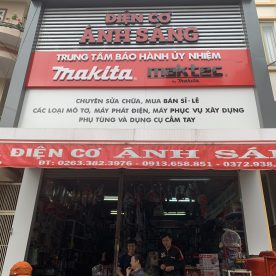 ĐIỆN CƠ
ÁNH SÁNG
TRUNG TÂM BẢO HÀNH ỦY NHIỆM
makita maktec
by Makita
CHUYÊN SỬA CHỮA, MUA BÁN SỈ - LẺ
CÁC LOẠI MÔ TƠ, MÁY PHÁT ĐIỆN, MÁY PHỤC VỤ XÂY DỰNG
PHỤ TÙNG VÀ DỤNG CỤ CẦM TAY
ĐIỆN CƠ ÁNH SÁN
ĐT: 0263.382.3976 - 0913.658.851 - 0372.938